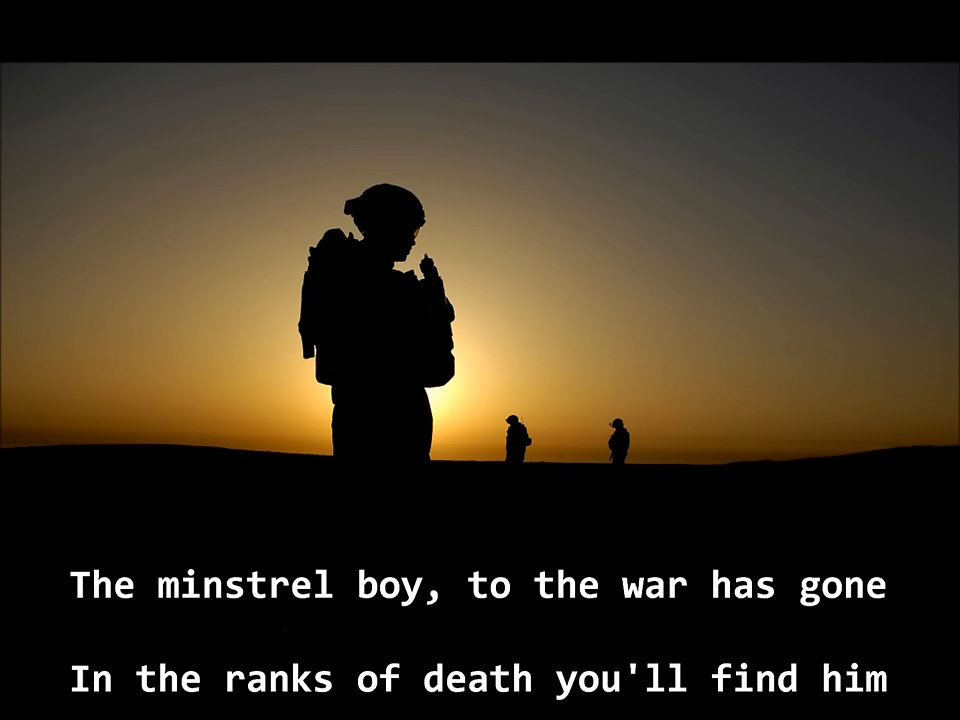 The minstrel boy, to the war has gone
In the ranks of death you'll find him